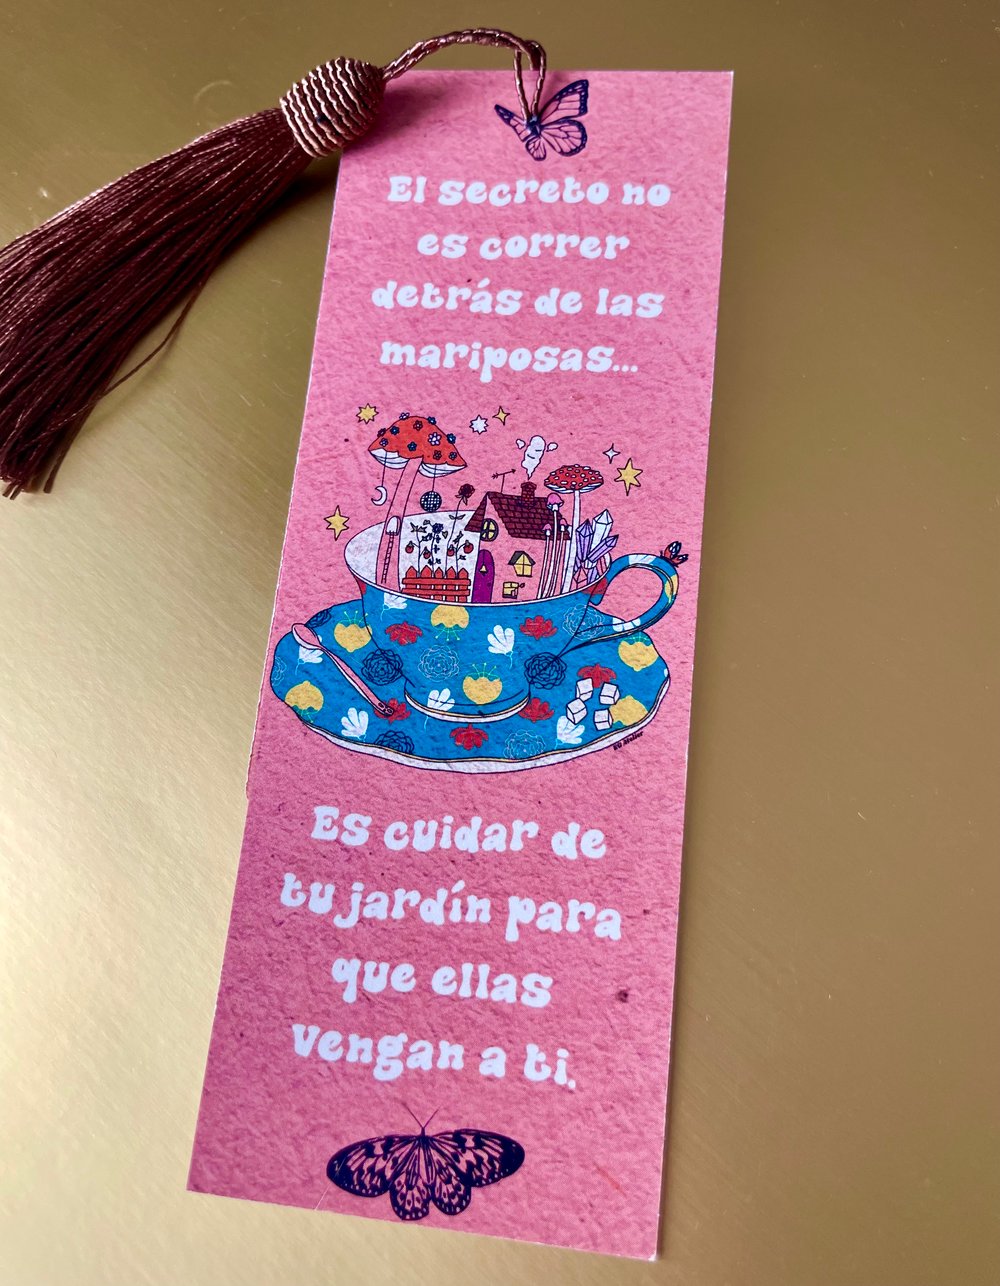 El secreto no
es correr
detrás de las
mariposas...
Es cuidar de
tu jardín para
que ellas
vengan a ti.